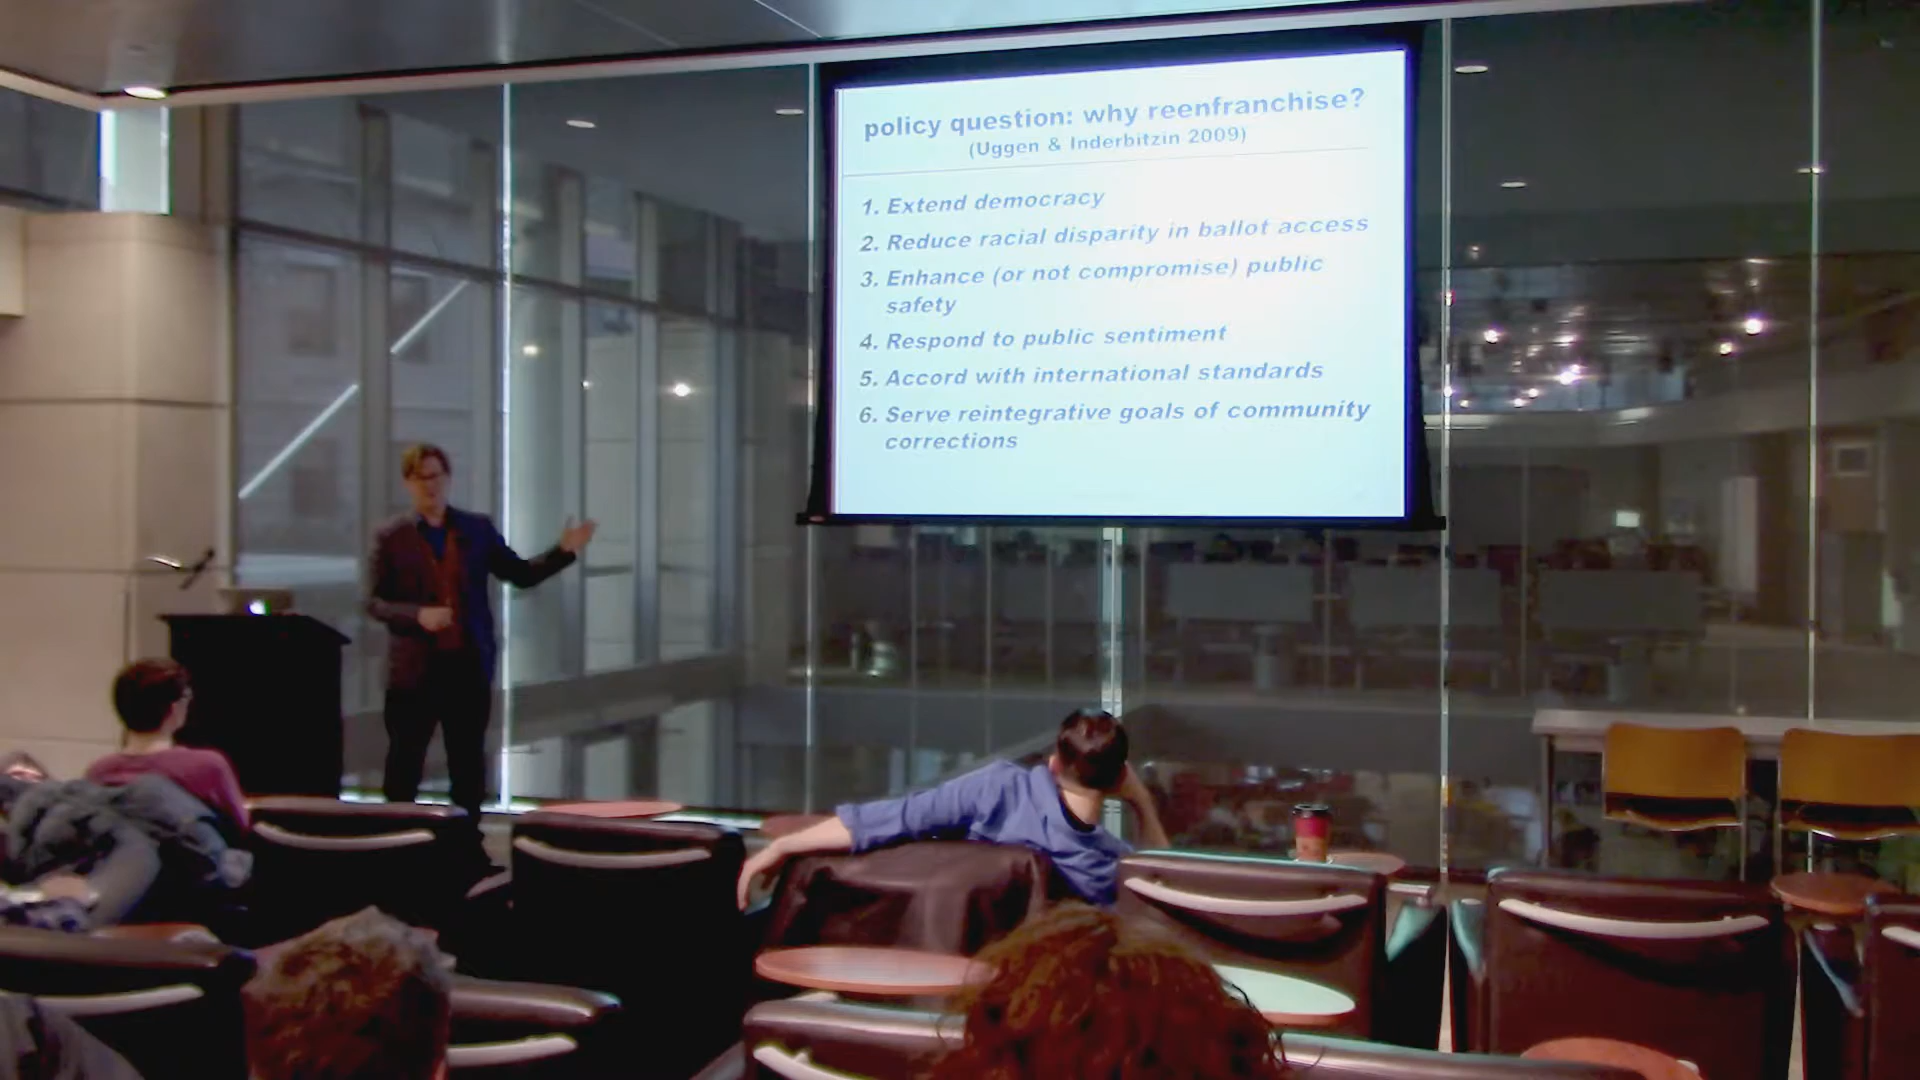 policy question: why reenfranchise?
(Uggen & Inderbitzin 2009)
1. Extend democracy
2. Reduce racial disparity in ballot access
3. Enhance (or not compromise) public
safety
4. Respond to public sentiment
5. Accord with international standards
6. Serve reintegrative goals of community
corrections